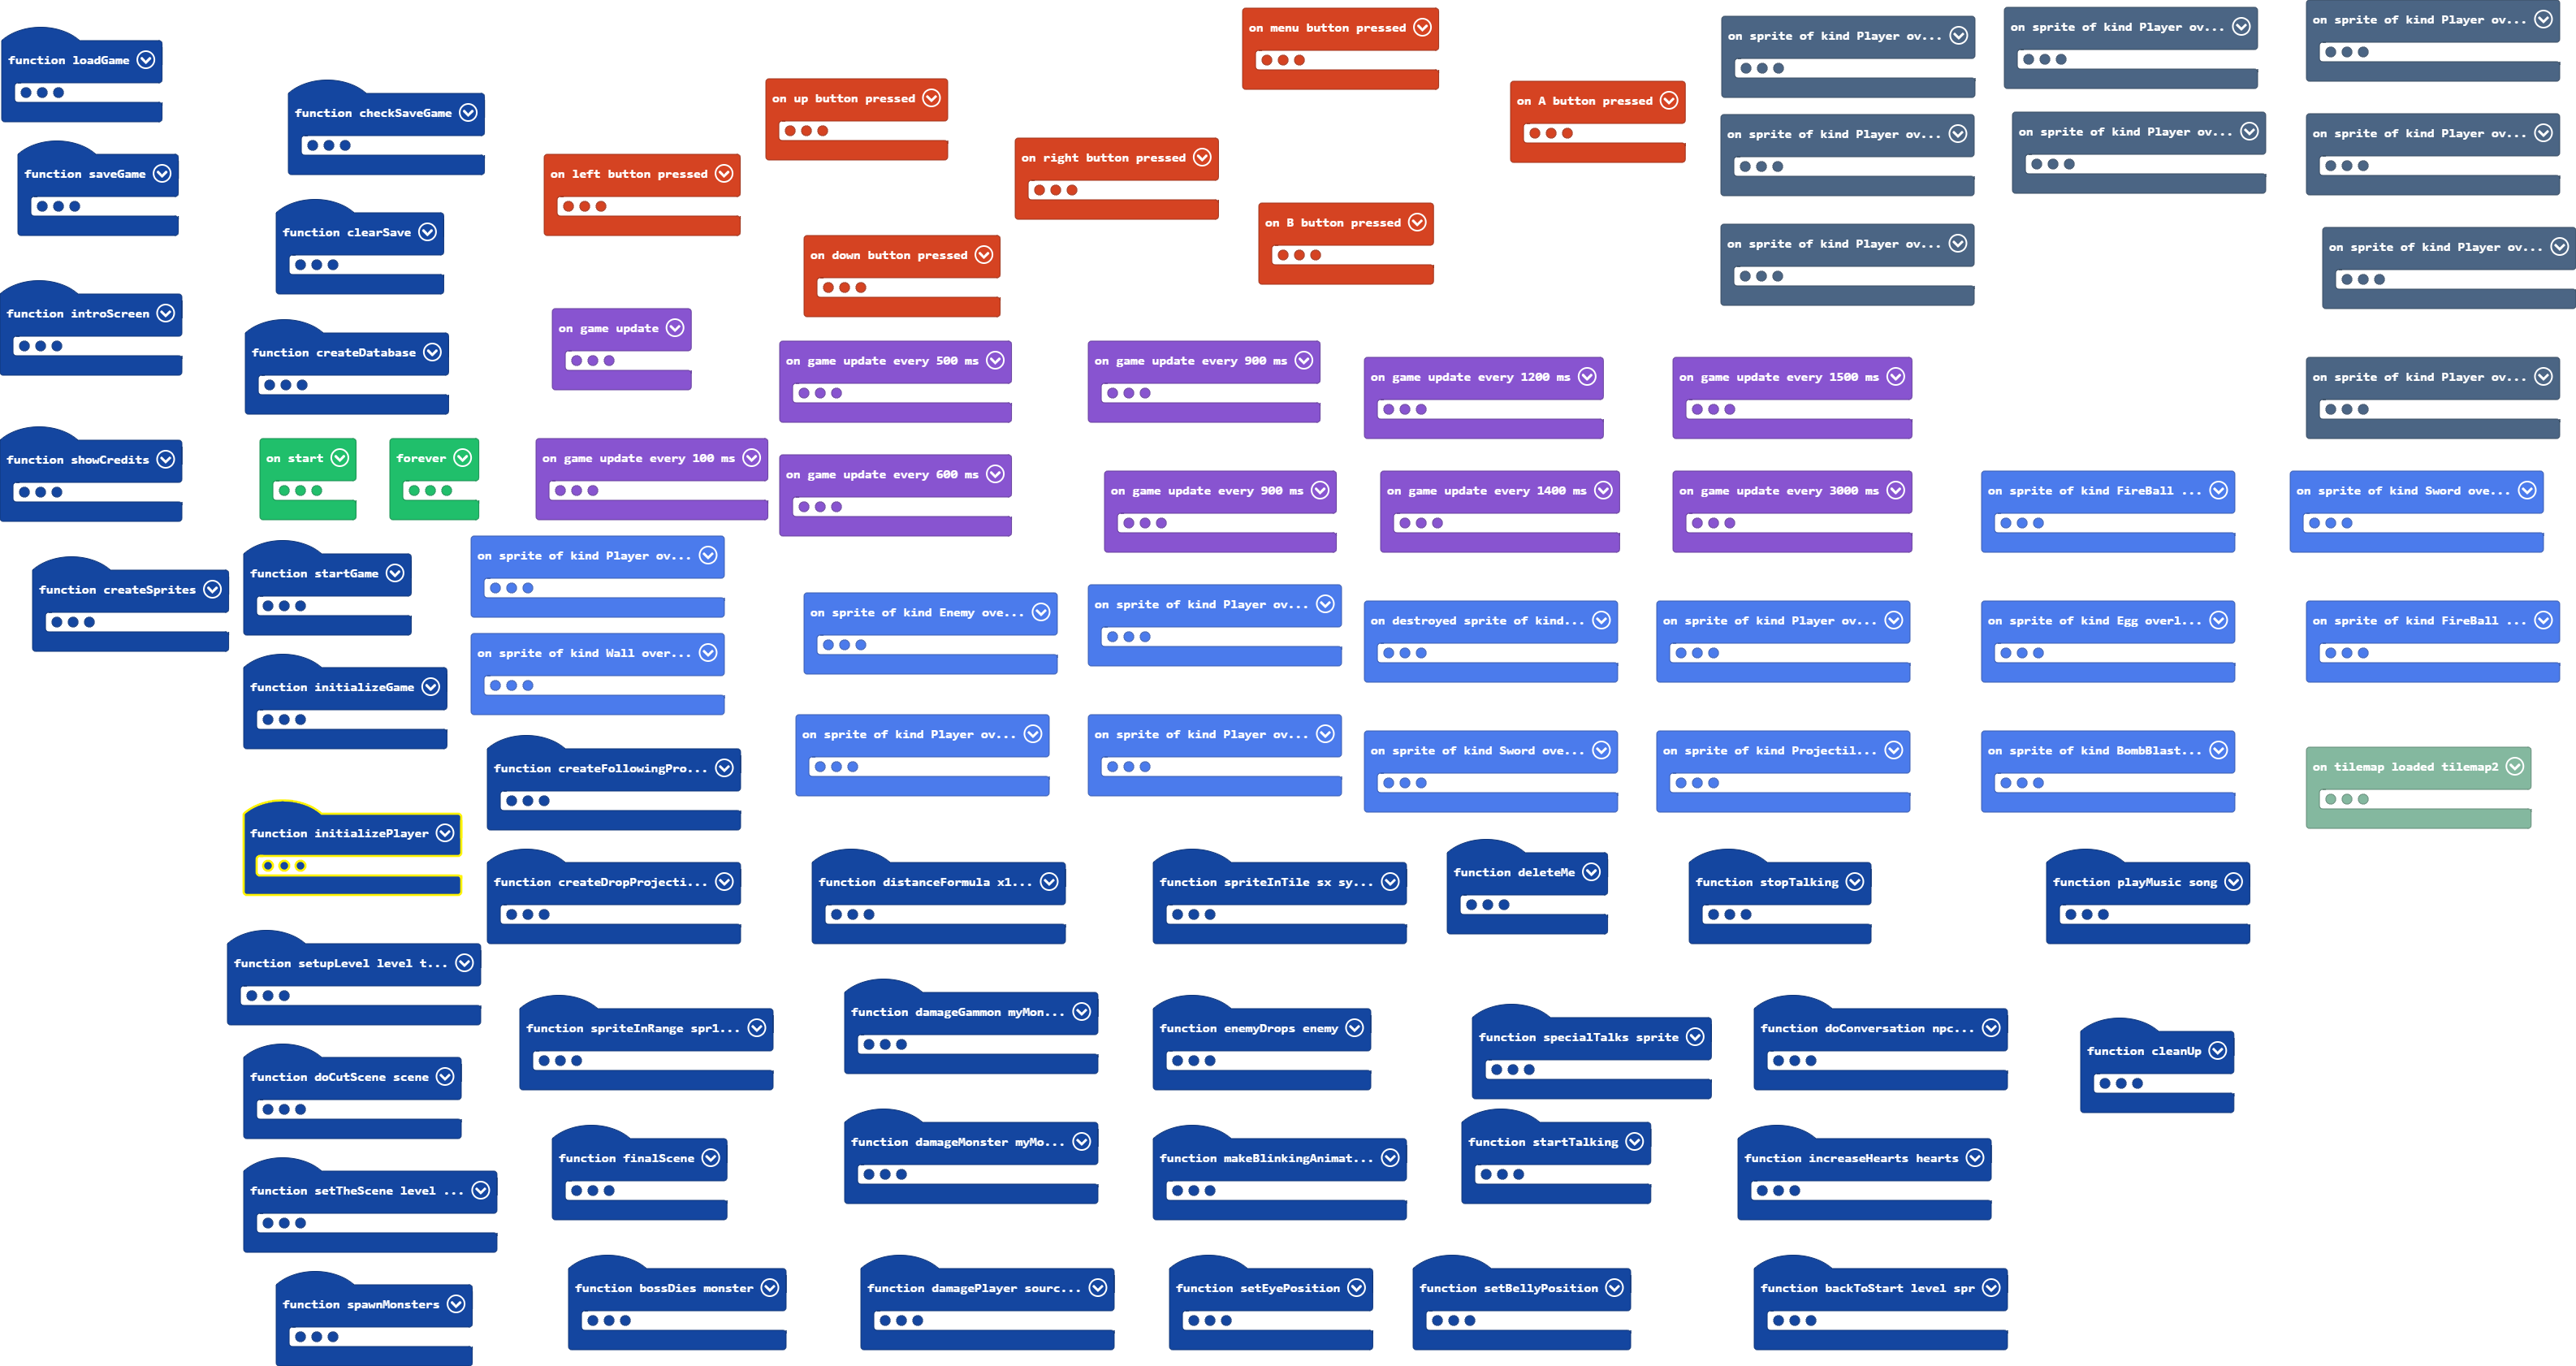 function loadGame
function saveGame
function introScreen
function showCredits
function createSprites
function checkSaveGame
function clearSave
function createDatabase
on start
forever
function startGame
function initializeGame
function initializePlayer
function setupLevel level t...
function doCutScene scene
function setTheScene level ...
function spawnMonsters
on left button pressed
on up button pressed
on down button pressed
on right button pressed
on menu button pressed
on B button pressed
on A button pressed
on sprite of kind Player ov...
on sprite of kind Player ov...
on sprite of kind Player ov...
on sprite of kind Player ov...
on sprite of kind Player ov...
on sprite of kind Player ov...
on sprite of kind Player ov...
on sprite of kind Player ov...
on sprite of kind Player ov...
on game update
on game update every 100 ms
on game update every 500 ms
on game update every 600 ms
on game update every 900 ms
on game update every 900 ms
on game update every 1200 ms
on game update every 1400 ms
on game update every 1500 ms
on game update every 3000 ms
on sprite of kind FireBall ...
on sprite of kind Sword ove...
on sprite of kind Player ov...
on sprite of kind Wall over...
on sprite of kind Enemy ove...
on sprite of kind Player ov...
on sprite of kind Player ov...
on sprite of kind Player ov...
on destroyed sprite of kind...
on sprite of kind Sword ove...
on sprite of kind Player ov...
on sprite of kind Projectil...
on sprite of kind Egg overl...
on sprite of kind BombBlast...
on sprite of kind FireBall ...
on tilemap loaded tilemap2
function createFollowingPro...
function createDropProjecti...
function distanceFormula x1...
function spriteInTile sx sy...
function deleteMe
function stopTalking
function playMusic song
function spriteInRange spr1...
function damageGammon myMon...
function enemyDrops enemy
function specialTalks sprite
function doConversation npc...
function cleanUp
function finalScene
function damageMonster myMo...
function makeBlinkingAnimat...
function startTalking
function increaseHearts hearts
function bossDies monster
function damagePlayer sourc...
function setEyePosition
function setBellyPosition
function backToStart level spr